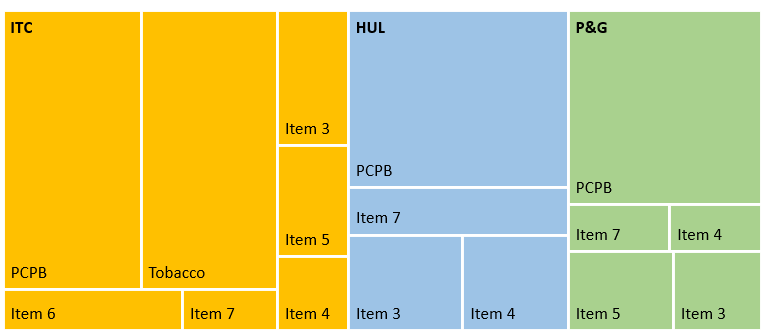 ITC
PCPB
Tobacco
Item 3
Item 5
Item 4
Item 6
Item 7
HUL
PCPB
Item 7
Item 3
Item 4
P&G
PCPB
Item 7
Item 4
Item 5
Item 3